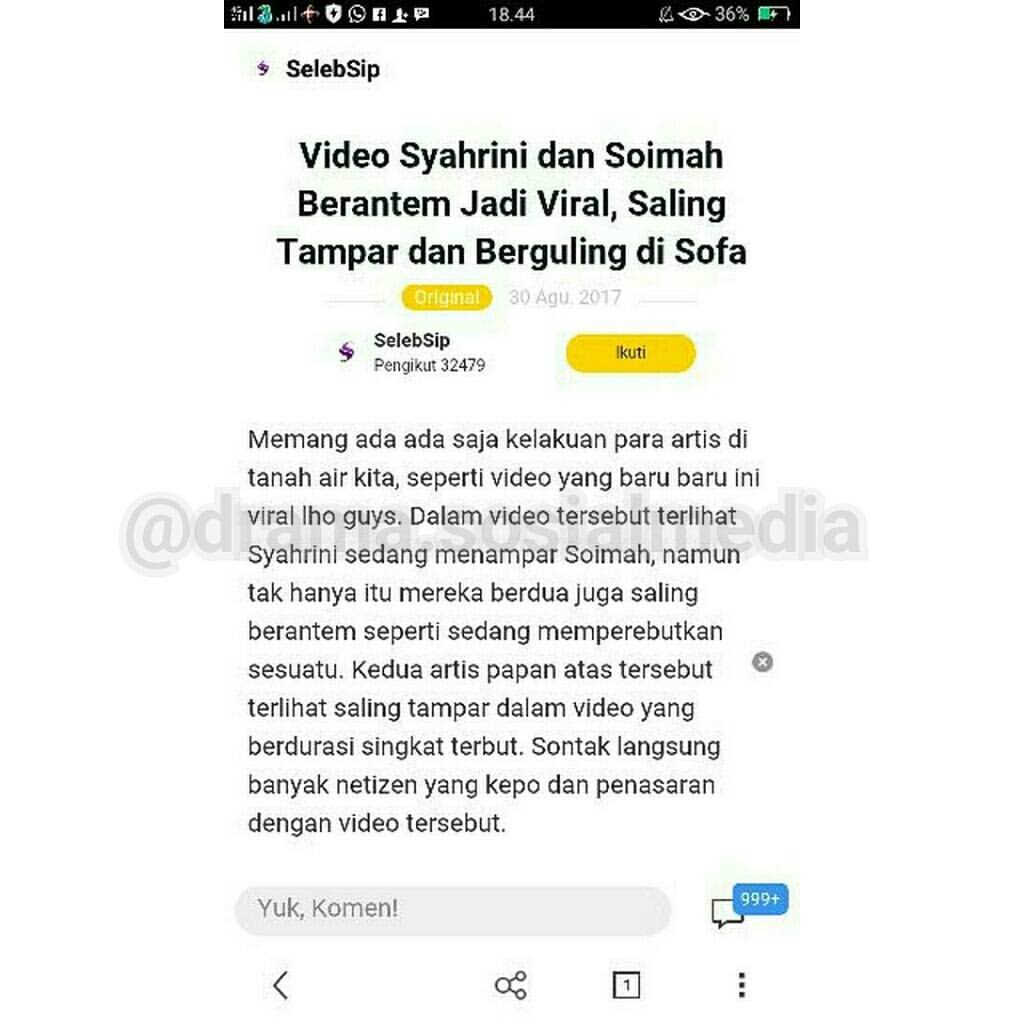 18.44
36%
SelebSip
Video Syahrini dan Soimah
Berantem Jadi Viral, Saling
Tampar dan Berguling di Sofa
Original 30 Agu. 2017
SelebSip
Pengikut 32479
Ikuti
Memang ada ada saja kelakuan para artis di
tanah air kita, seperti video yang baru baru ini
viral lho guys. Dalam video tersebut terlihat
@drama.sosialmedia
Syahrini sedang menampar Soimah, namun
tak hanya itu mereka berdua juga saling
berantem seperti sedang memperebutkan
sesuatu. Kedua artis papan atas tersebut
terlihat saling tampar dalam video yang
berdurasi singkat terbut. Sontak langsung
banyak netizen yang kepo dan penasaran
dengan video tersebut.
Yuk, Komen!
999+
1